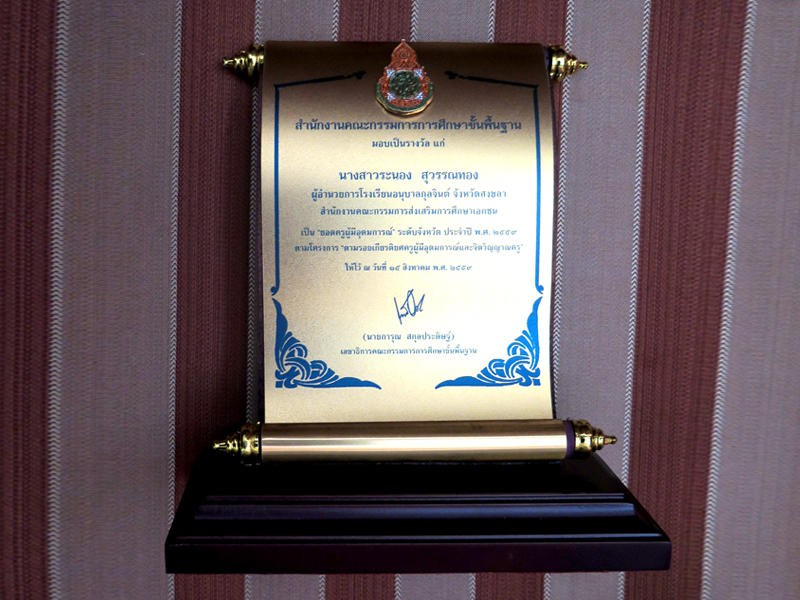 สำนักงานคณะกรรมการการศึกษาขั้นพื้นฐาน
มอบเป็นรางวัล แก่
นางสาวระนอง สุวรรณทอง
ผู้อำนวยการโรงเรียนอนุบาลกุลจินต์ จังหวัดสงขลา
สำนักงานคณะกรรมการส่งเสริมการศึกษาเอกชน
เป็น "ยอดครูผู้มีอุดมการณ์" ระดับจังหวัด ประจำปี พ.ศ. ๒๕๕๙
ตามโครงการ "ตามรอยเกียรติยศครูผู้มีอุดมการณ์และจิตวิญญาณครู"
ให้ไว้ ณ วันที่ ๑๕ สิงหาคม พ.ศ. ๒๕๕๙
(นายการุณ สกุลประดิษฐ์)
เลขาธิการคณะกรรมการการศึกษาขั้นพื้นฐาน